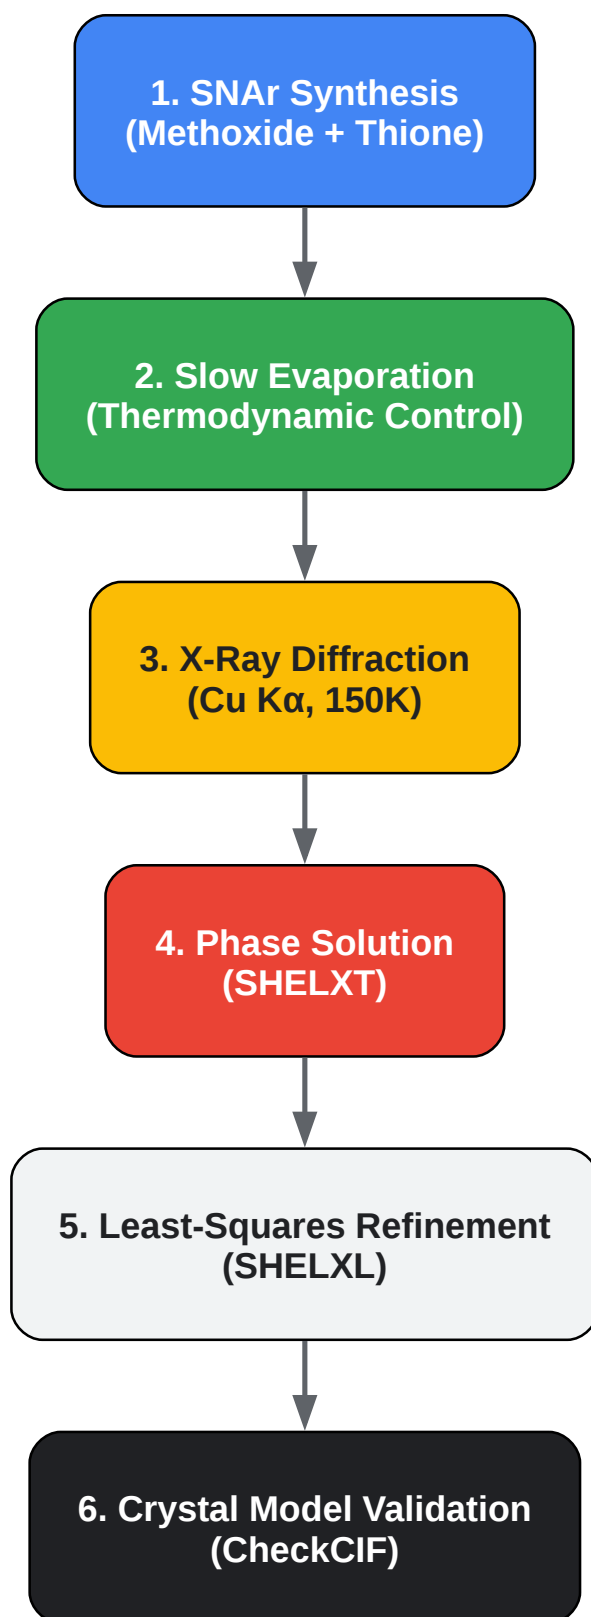 1. SNAr Synthesis
(Methoxide + Thione)
2. Slow Evaporation
(Thermodynamic Control)
3. X-Ray Diffraction
(Cu Kα, 150K)
4. Phase Solution
(SHELXT)
5. Least-Squares Refinement
(SHELXL)
6. Crystal Model Validation
(CheckCIF)